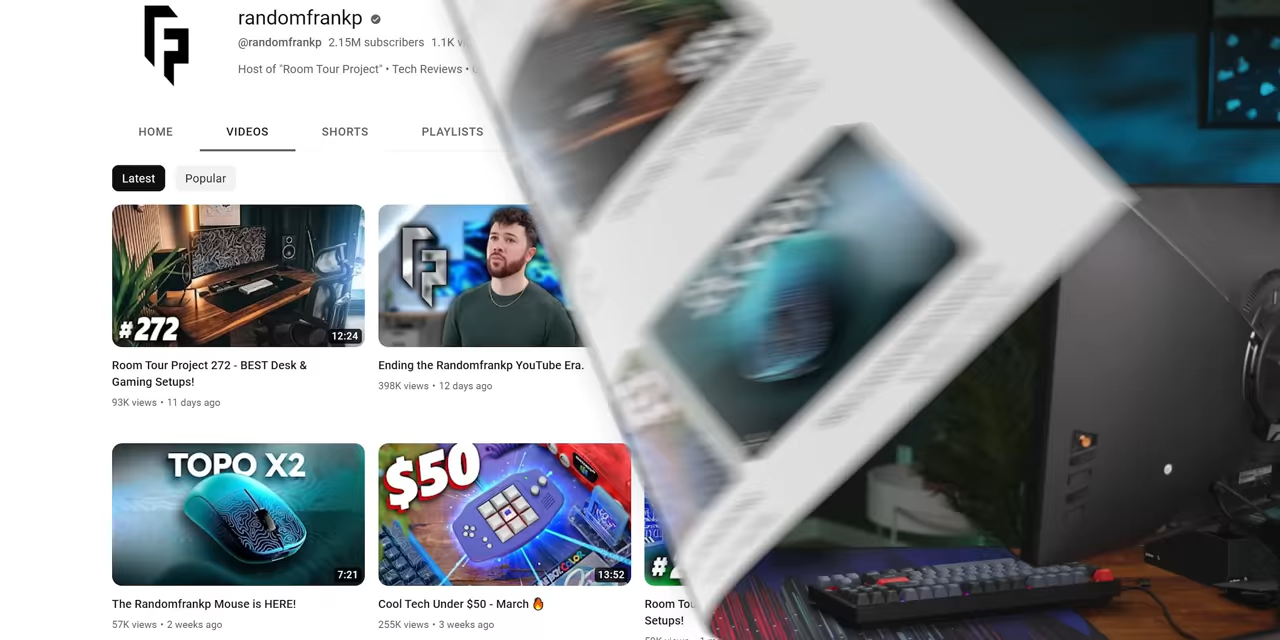 randomfrankp
@randomfrankp 2.15M subscribers 1.1K
Host of "Room Tour Project" • Tech Reviews •
HOME VIDEOS SHORTS PLAYLISTS
Latest Popular
#272
12:24
Room Tour Project 272 - BEST Desk &
Gaming Setups!
93K views • 11 days ago
Ending the Randomfrankp YouTube Era.
398K views • 12 days ago
TOPO X2
7:21
The Randomfrankp Mouse is HERE!
57K views • 2 weeks ago
$50
13:52
Cool Tech Under $50 - March 🔥
255K views • 3 weeks ago
Room
Setups!